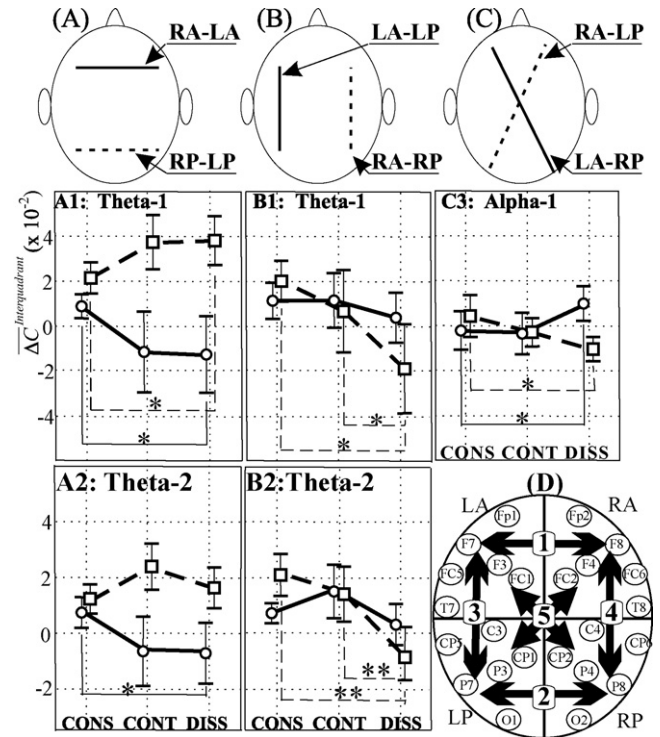 (A) RA-LA (B) LA-LP (C) RA-LP
RP-LP RA-RP LA-RP
ΔC Interquadrant (x 10-2)
A1: Theta-1 B1: Theta-1 C3: Alpha-1
4
2
0
-2
-4
* * * * * *
CONS CONT DISS
A2: Theta-2 B2:Theta-2 (D)
4
2
0
-2
* ** **
CONS CONT DISS CONS CONT DISS
LA RA
Fp1 Fp2
F7 1 F8
F3 F4
FC5 FC1 FC2 FC6
T7 3 5 4 T8
C3 C4
CP5 CP1 CP2 CP6
P7 P3 P4 P8
2
LP O1 O2 RP